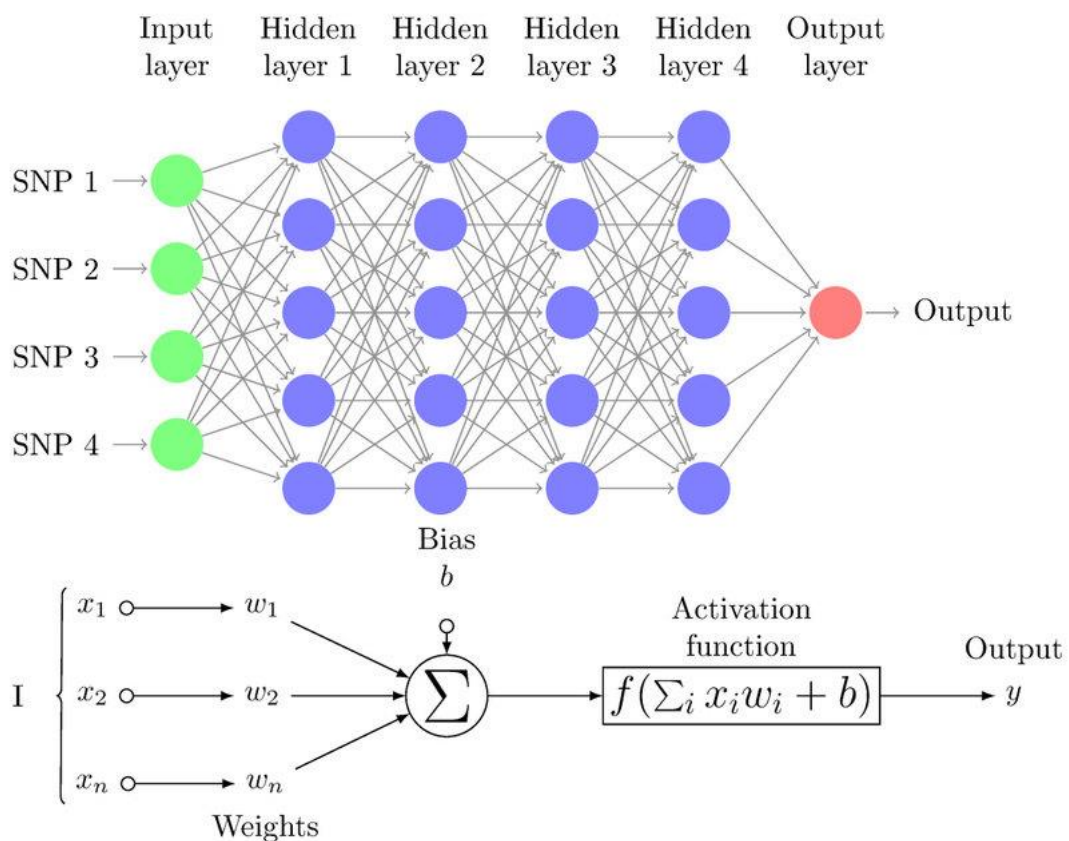 Input Hidden Hidden Hidden Hidden Output
layer layer 1 layer 2 layer 3 layer 4 layer
SNP 1
SNP 2
SNP 3
SNP 4
Output
Bias
b
I
x₁ w₁
x₂ w₂
xₙ wₙ
Weights
∑
Activation
function
f(∑ᵢ xᵢwᵢ + b)
Output
y